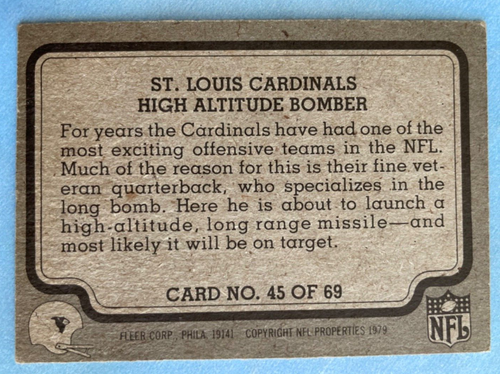 ST. LOUIS CARDINALS
HIGH ALTITUDE BOMBER
For years the Cardinals have had one of the
most exciting offensive teams in the NFL.
Much of the reason for this is their fine vet-
eran quarterback, who specializes in the
long bomb. Here he is about to launch a
high-altitude, long range missile—and
most likely it will be on target.
CARD NO. 45 OF 69
FLEER CORP., PHILA. 19141 COPYRIGHT NFL PROPERTIES 1979
NFL